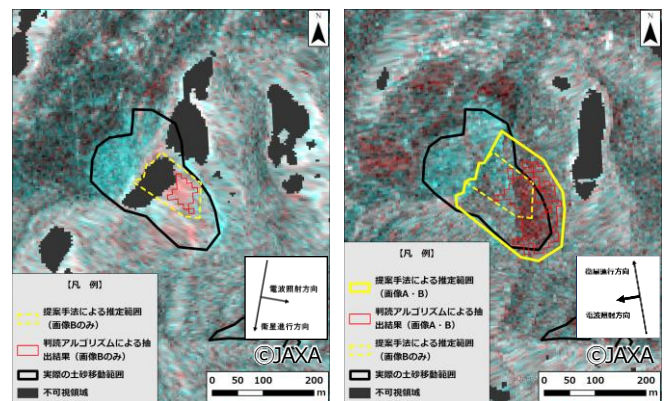 N
【凡 例】
提案手法による推定範囲
(画像Bのみ)
判読アルゴリズムによる抽
出結果(画像Bのみ)
実際の土砂移動範囲
不可視領域
電波照射方向
衛星進行方向
©JAXA
0 50 100 200
m
N
【凡 例】
提案手法による推定範囲
(画像A・B)
判読アルゴリズムによる抽
出結果(画像A・B)
提案手法による推定範囲
(画像Bのみ)
実際の土砂移動範囲
不可視領域
衛星進行方向
電波照射方向
©JAXA
0 50 100 200
m